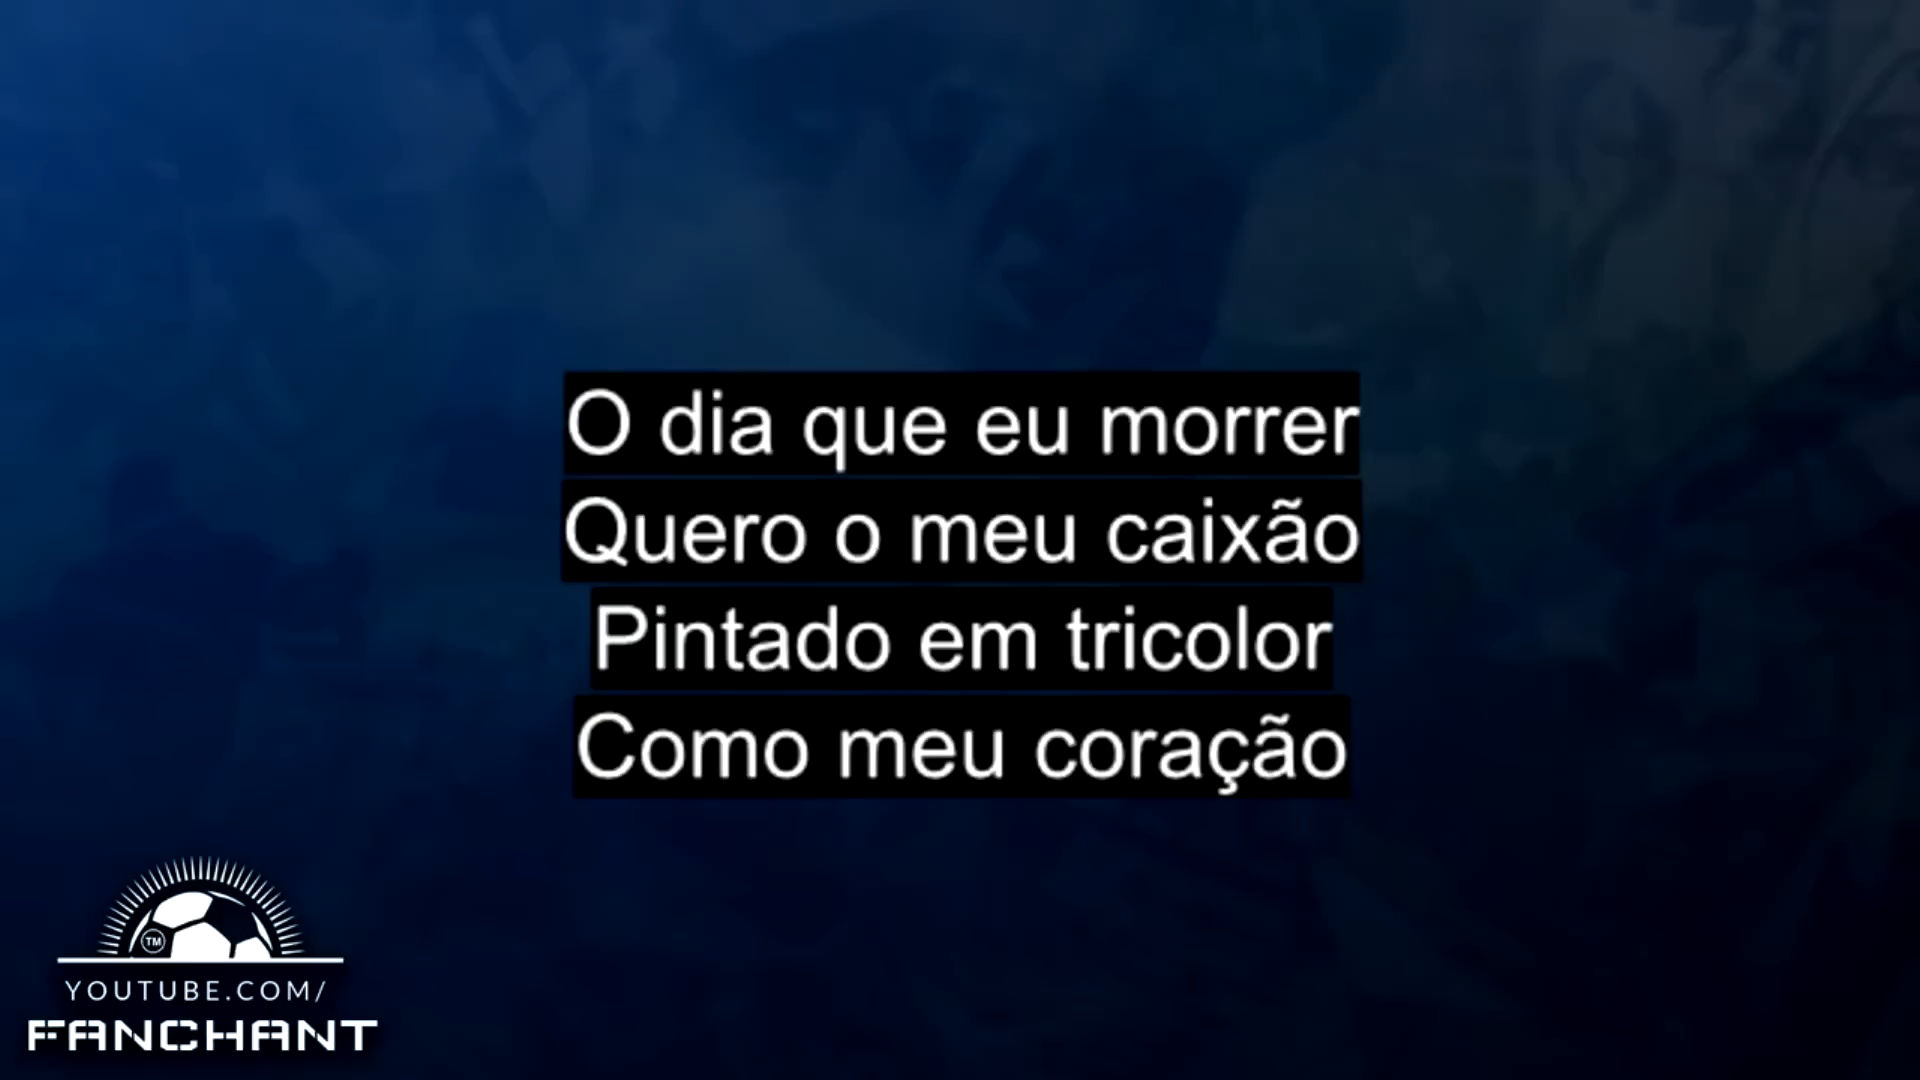 O dia que eu morrer
Quero o meu caixão
Pintado em tricolor
Como meu coração
TM
YOUTUBE.COM/
FANCHANT